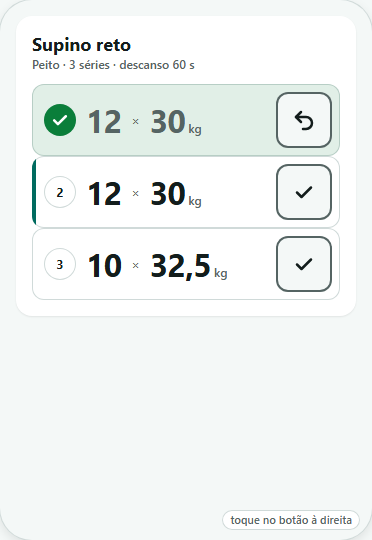 Supino reto
Peito · 3 séries · descanso 60 s
12 × 30 kg
2 12 × 30 kg
3 10 × 32,5 kg
toque no botão à direita